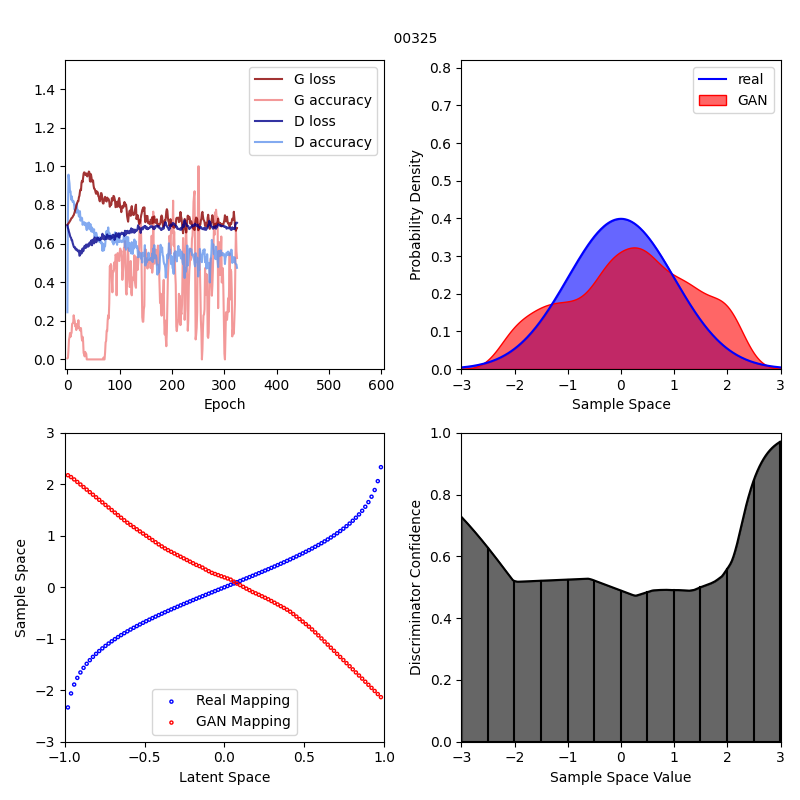 00325
G loss
G accuracy
D loss
D accuracy
1.4
1.2
1.0
0.8
0.6
0.4
0.2
0.0
0 100 200 300 400 500 600
Epoch
real
GAN
Probability Density
0.8
0.7
0.6
0.5
0.4
0.3
0.2
0.1
0.0
−3 −2 −1 0 1 2 3
Sample Space
Sample Space
3
2
1
0
−1
−2
−3
Real Mapping
GAN Mapping
−1.0 −0.5 0.0 0.5 1.0
Latent Space
Discriminator Confidence
1.0
0.8
0.6
0.4
0.2
0.0
−3 −2 −1 0 1 2 3
Sample Space Value